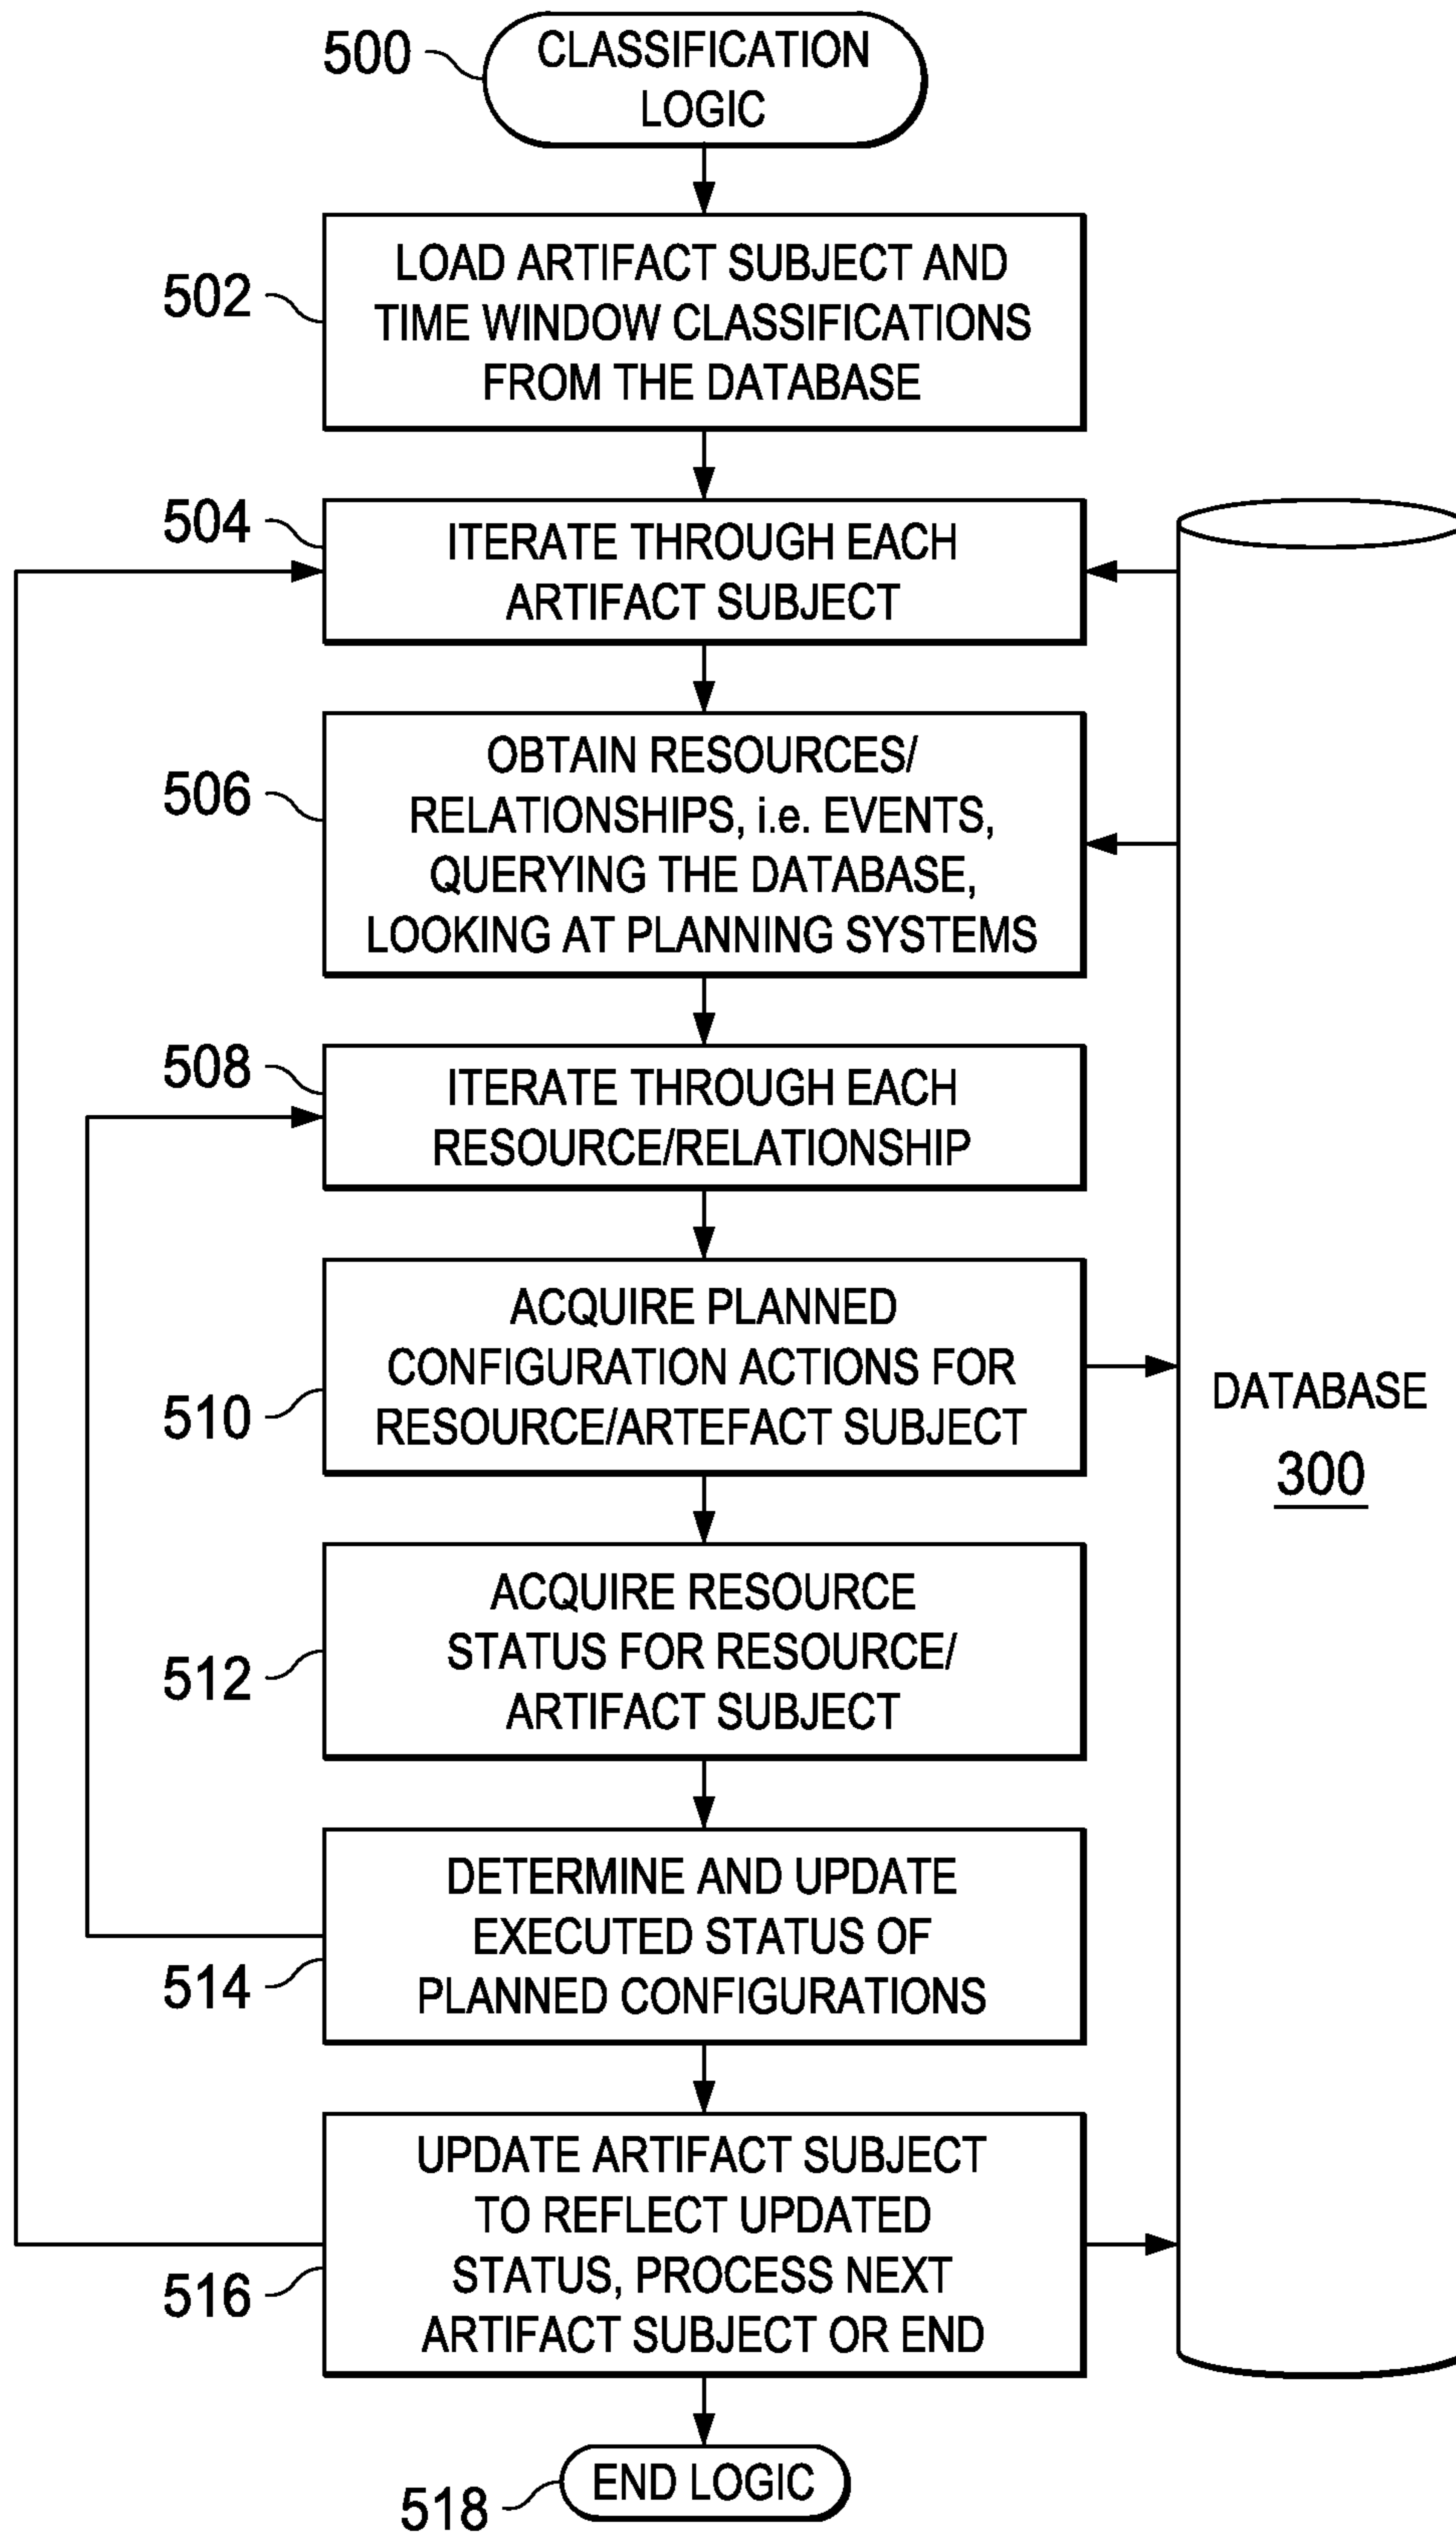 500
CLASSIFICATION
LOGIC
502
LOAD ARTIFACT SUBJECT AND
TIME WINDOW CLASSIFICATIONS
FROM THE DATABASE
504
ITERATE THROUGH EACH
ARTIFACT SUBJECT
506
OBTAIN RESOURCES/
RELATIONSHIPS, i.e. EVENTS,
QUERYING THE DATABASE,
LOOKING AT PLANNING SYSTEMS
508
ITERATE THROUGH EACH
RESOURCE/RELATIONSHIP
510
ACQUIRE PLANNED
CONFIGURATION ACTIONS FOR
RESOURCE/ARTEFACT SUBJECT
DATABASE
300
512
ACQUIRE RESOURCE
STATUS FOR RESOURCE/
ARTIFACT SUBJECT
514
DETERMINE AND UPDATE
EXECUTED STATUS OF
PLANNED CONFIGURATIONS
516
UPDATE ARTIFACT SUBJECT
TO REFLECT UPDATED
STATUS, PROCESS NEXT
ARTIFACT SUBJECT OR END
518
END LOGIC